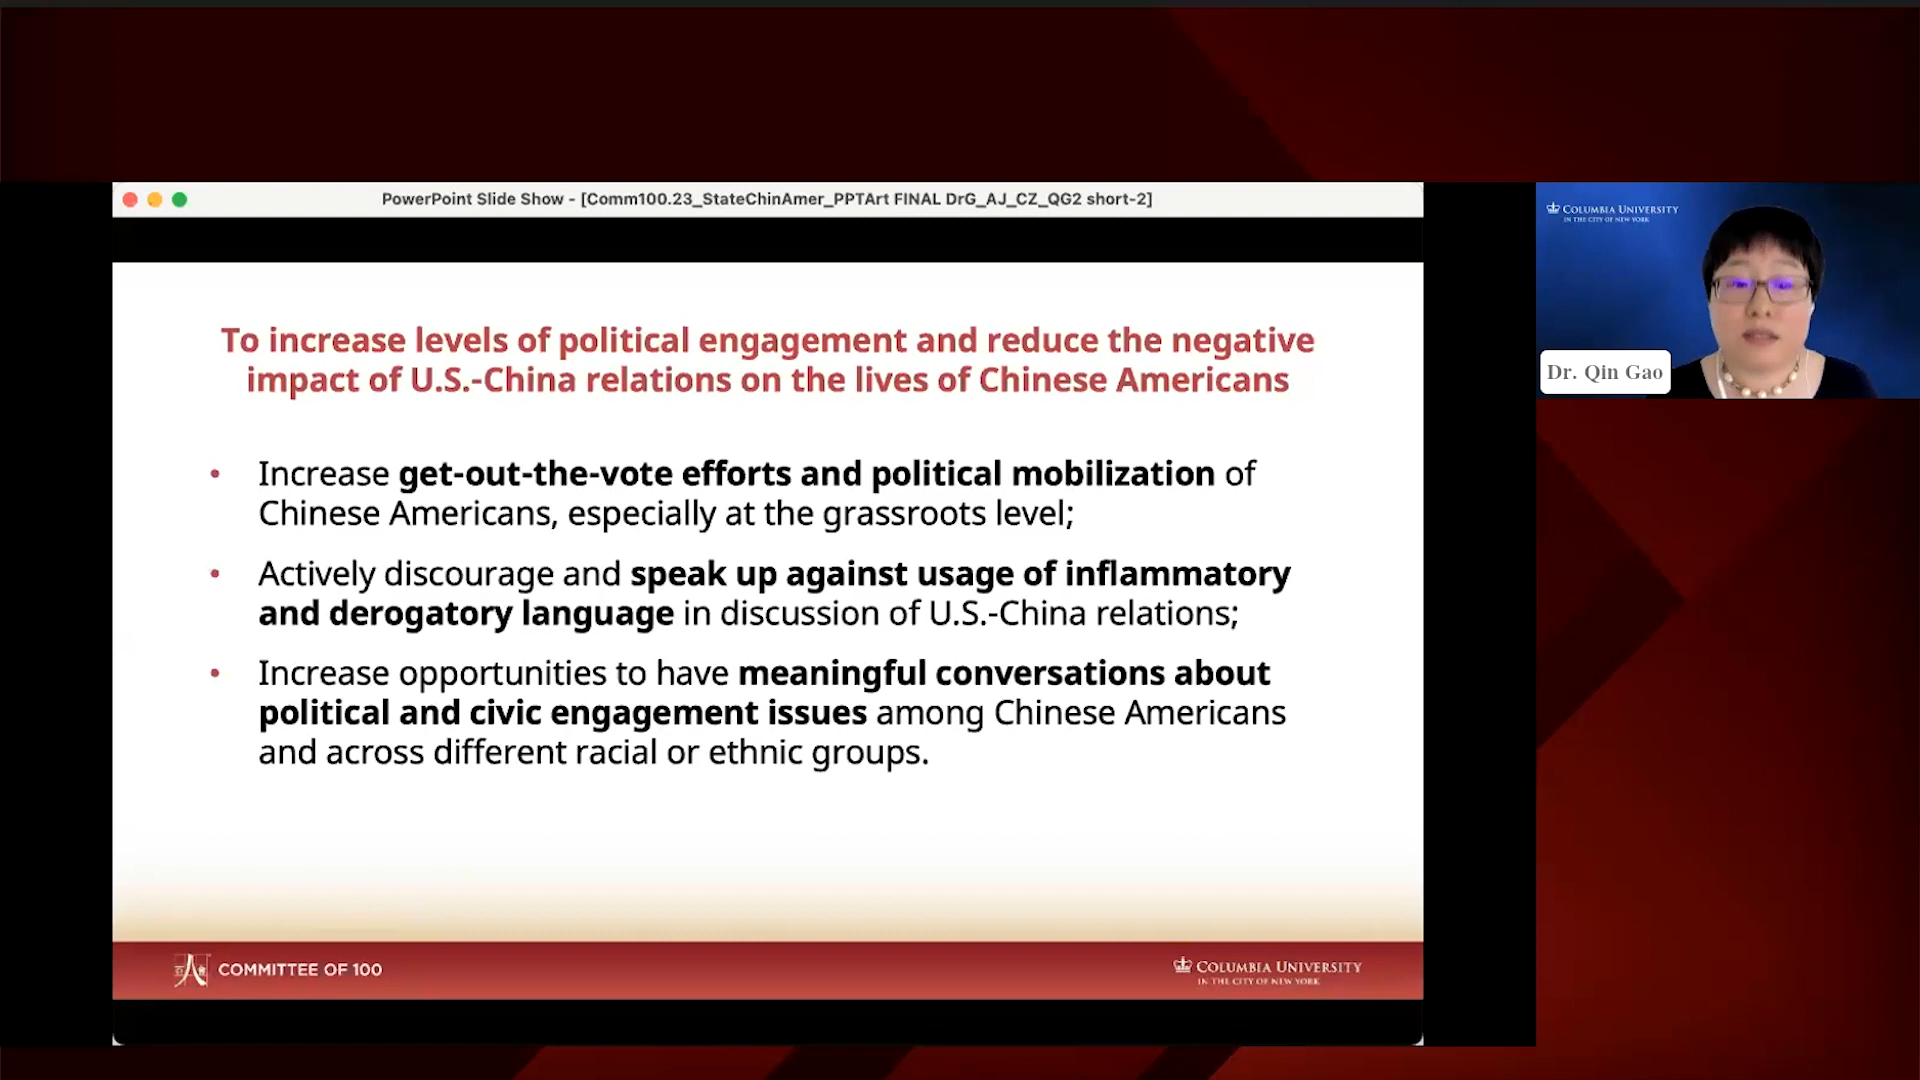 PowerPoint Slide Show - [Comm100.23_StateChinAmer_PPTArt FINAL DrG_AJ_CZ_QG2 short-2]
To increase levels of political engagement and reduce the negative
impact of U.S.-China relations on the lives of Chinese Americans
• Increase get-out-the-vote efforts and political mobilization of
Chinese Americans, especially at the grassroots level;
• Actively discourage and speak up against usage of inflammatory
and derogatory language in discussion of U.S.-China relations;
• Increase opportunities to have meaningful conversations about
political and civic engagement issues among Chinese Americans
and across different racial or ethnic groups.
COMMITTEE OF 100
COLUMBIA UNIVERSITY
IN THE CITY OF NEW YORK
COLUMBIA UNIVERSITY
IN THE CITY OF NEW YORK
Dr. Qin Gao